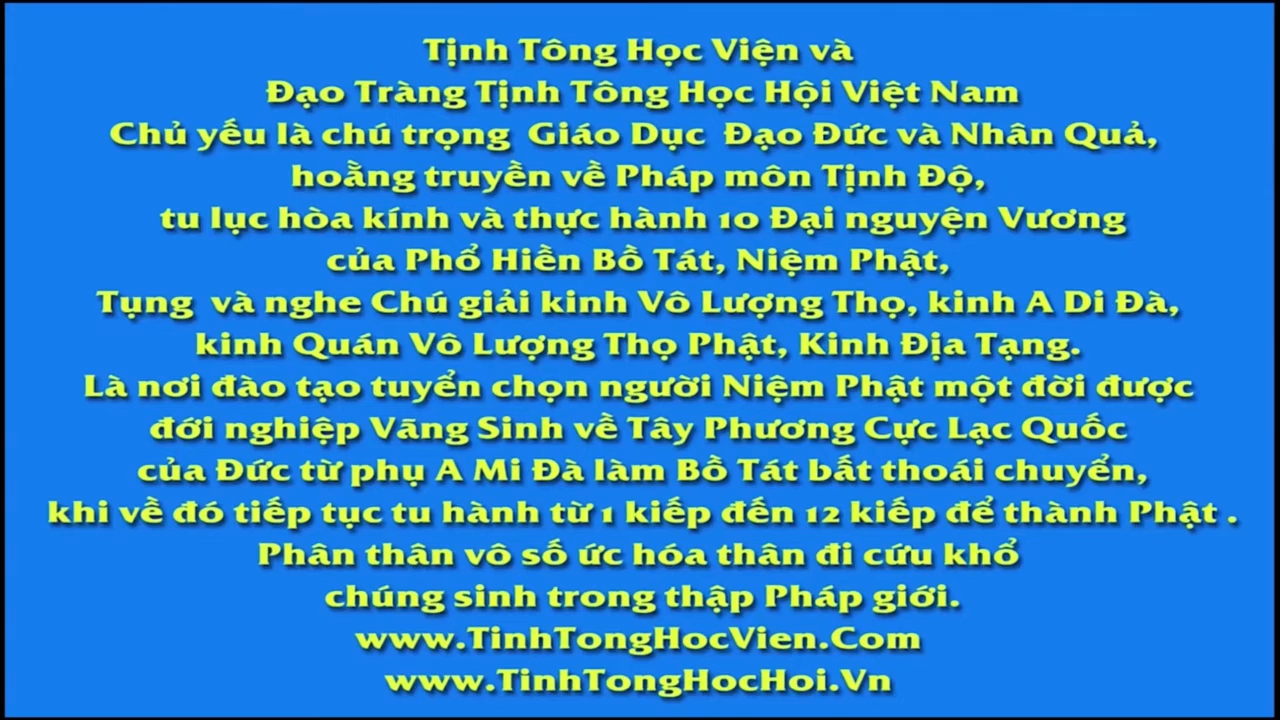 Tịnh Tông Học Viện và
Đạo Tràng Tịnh Tông Học Hội Việt Nam
Chủ yếu là chú trọng Giáo Dục Đạo Đức và Nhân Quả,
hoằng truyền về Pháp môn Tịnh Độ,
tu lục hòa kính và thực hành 10 Đại nguyện Vương
của Phổ Hiền Bồ Tát, Niệm Phật,
Tụng và nghe Chú giải kinh Vô Lượng Thọ, kinh A Di Đà,
kinh Quán Vô Lượng Thọ Phật, Kinh Địa Tạng.
Là nơi đào tạo tuyển chọn người Niệm Phật một đời được
đới nghiệp Vãng Sinh về Tây Phương Cực Lạc Quốc
của Đức từ phụ A Mi Đà làm Bồ Tát bất thoái chuyển,
khi về đó tiếp tục tu hành từ 1 kiếp đến 12 kiếp để thành Phật .
Phân thân vô số ức hóa thân đi cứu khổ
chúng sinh trong thập Pháp giới.
www.TinhTongHocVien.Com
www.TinhTongHocHoi.Vn